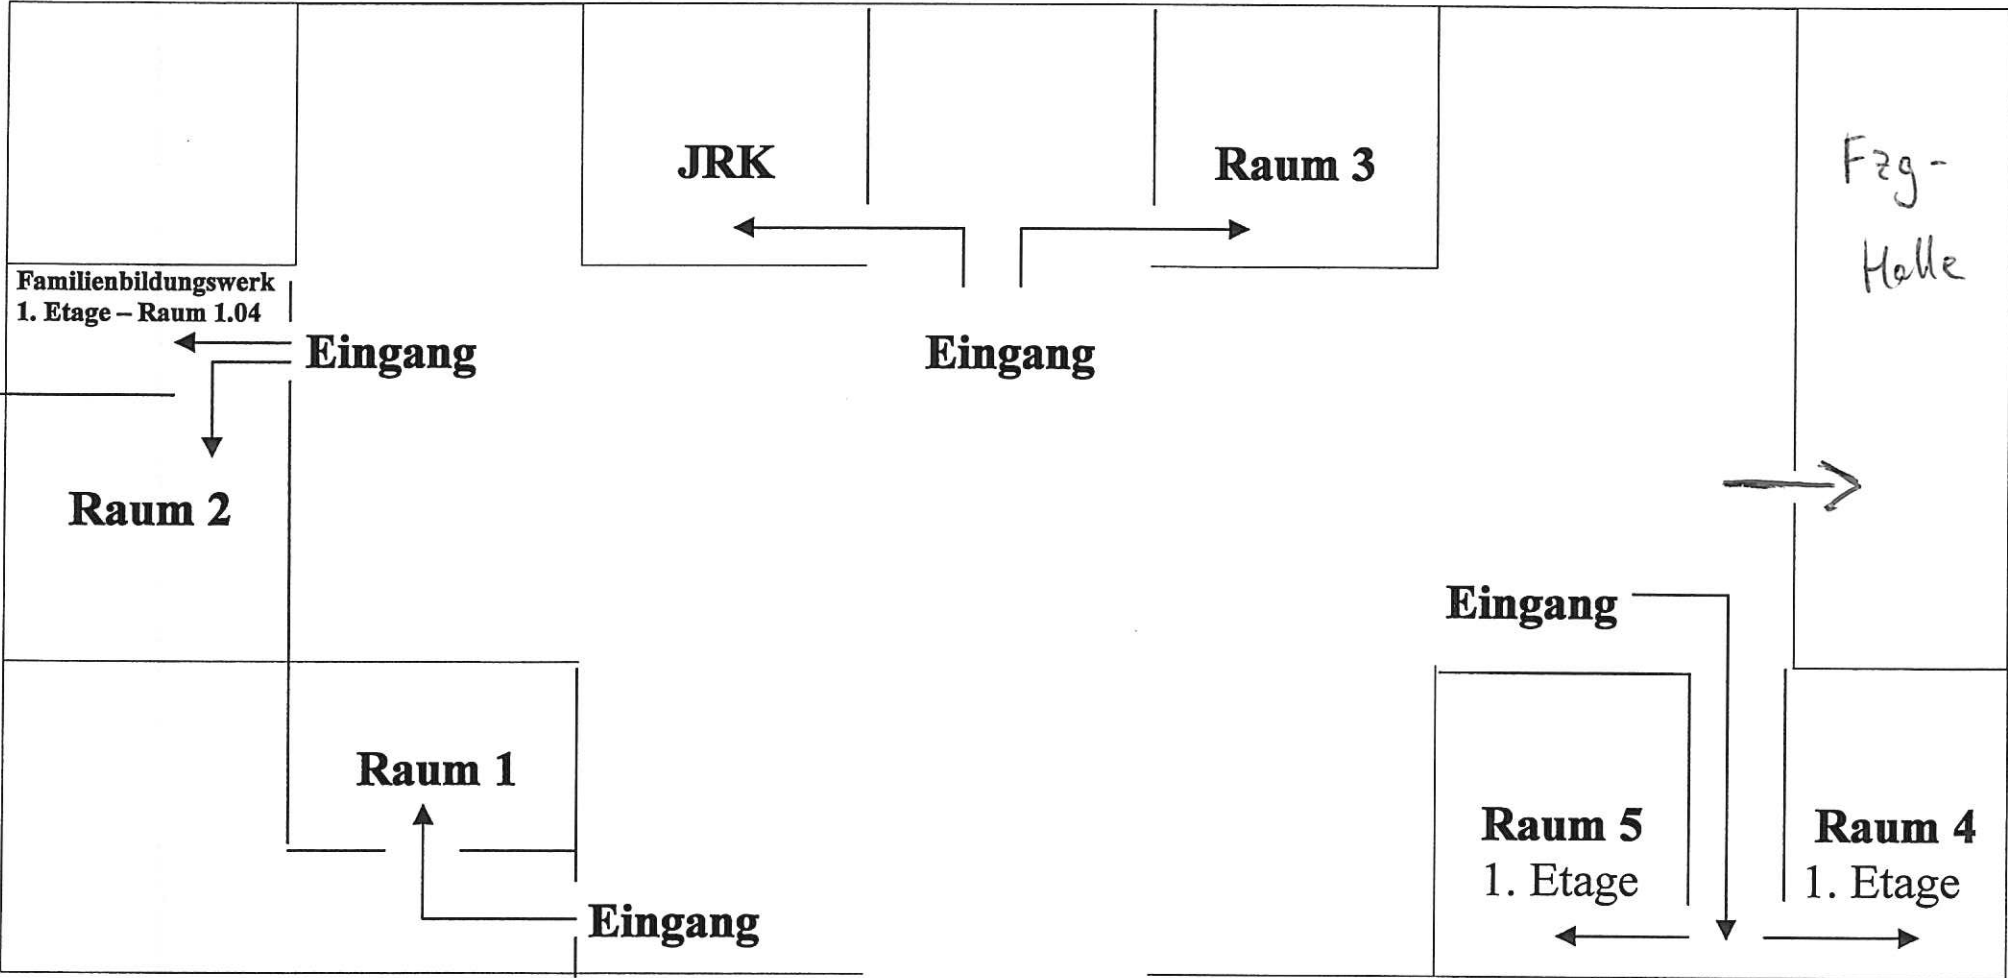 JRK
Raum 3
Fzg-
Halle
Familienbildungswerk
1. Etage – Raum 1.04
Eingang
Eingang
Raum 2
Eingang
Raum 1
Raum 5
1. Etage
Raum 4
1. Etage
Eingang